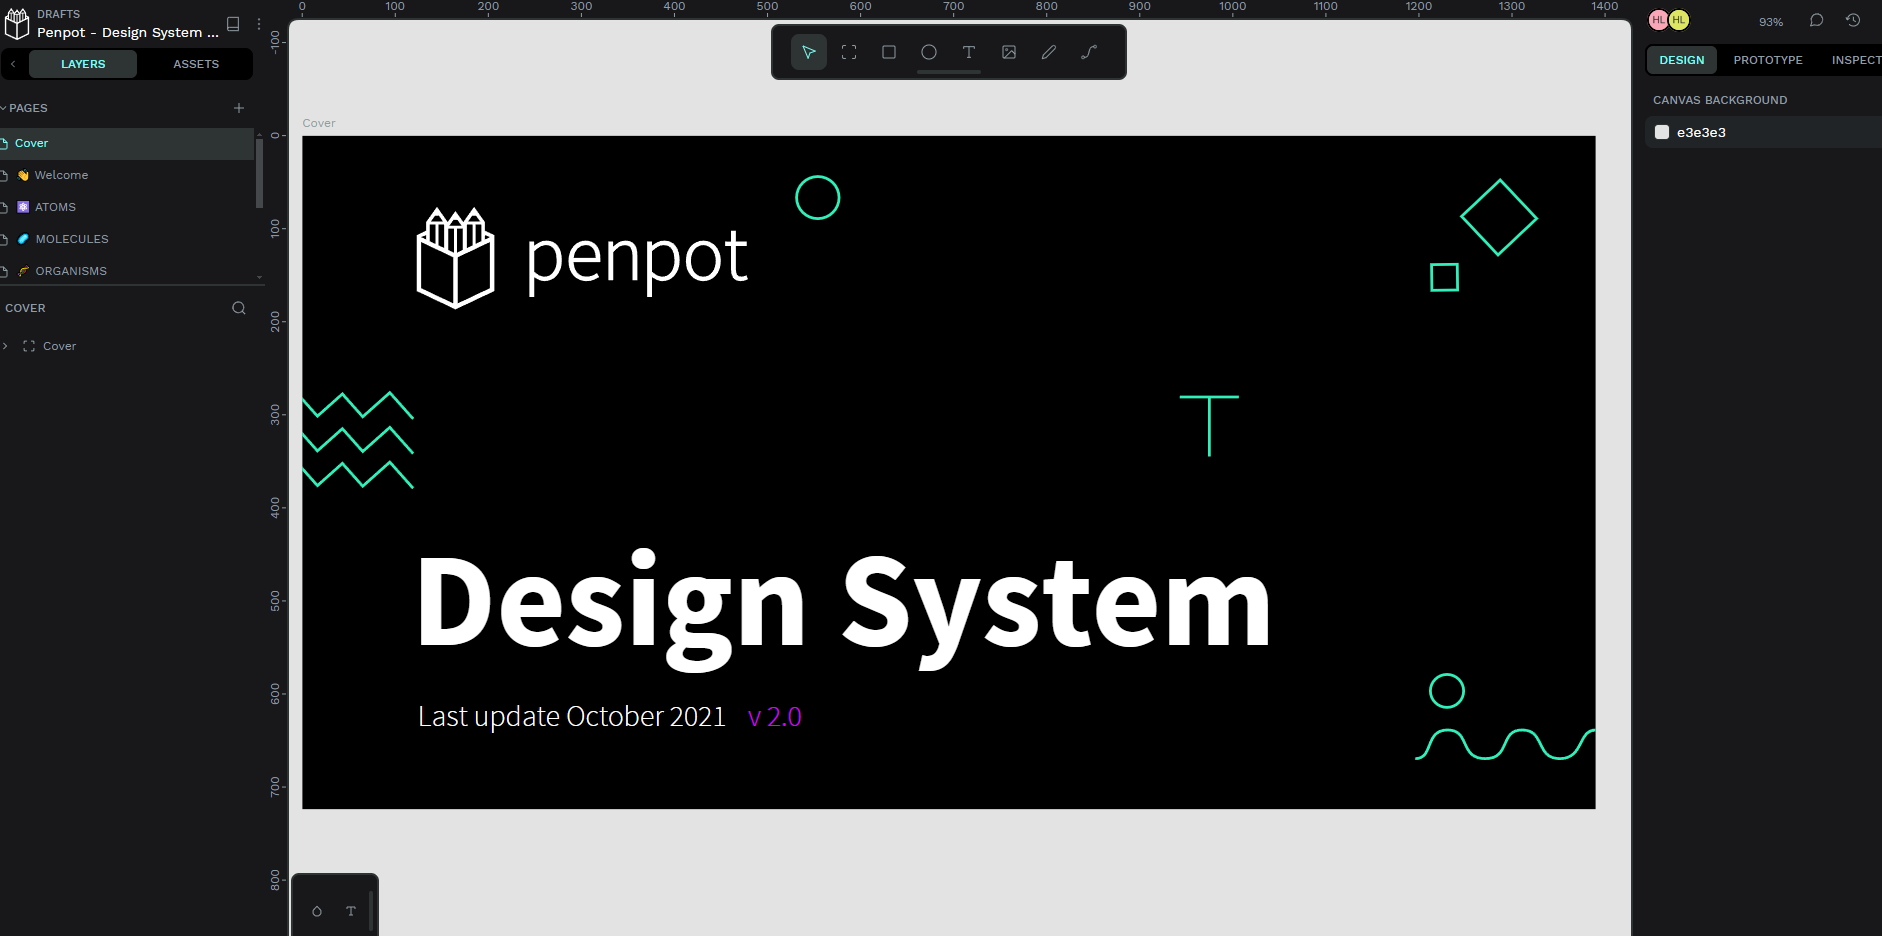 DRAFTS
Penpot - Design System ...
LAYERS
ASSETS
PAGES
Cover
Welcome
ATOMS
MOLECULES
ORGANISMS
COVER
Cover
0 100 200 300 400 500 600 700 800 900 1000 1100 1200 1300 1400
-100 0 100 200 300 400 500 600 700 800
Cover
penpot
Design System
Last update October 2021 v 2.0
HL HL 93%
DESIGN PROTOTYPE INSPECT
CANVAS BACKGROUND
e3e3e3